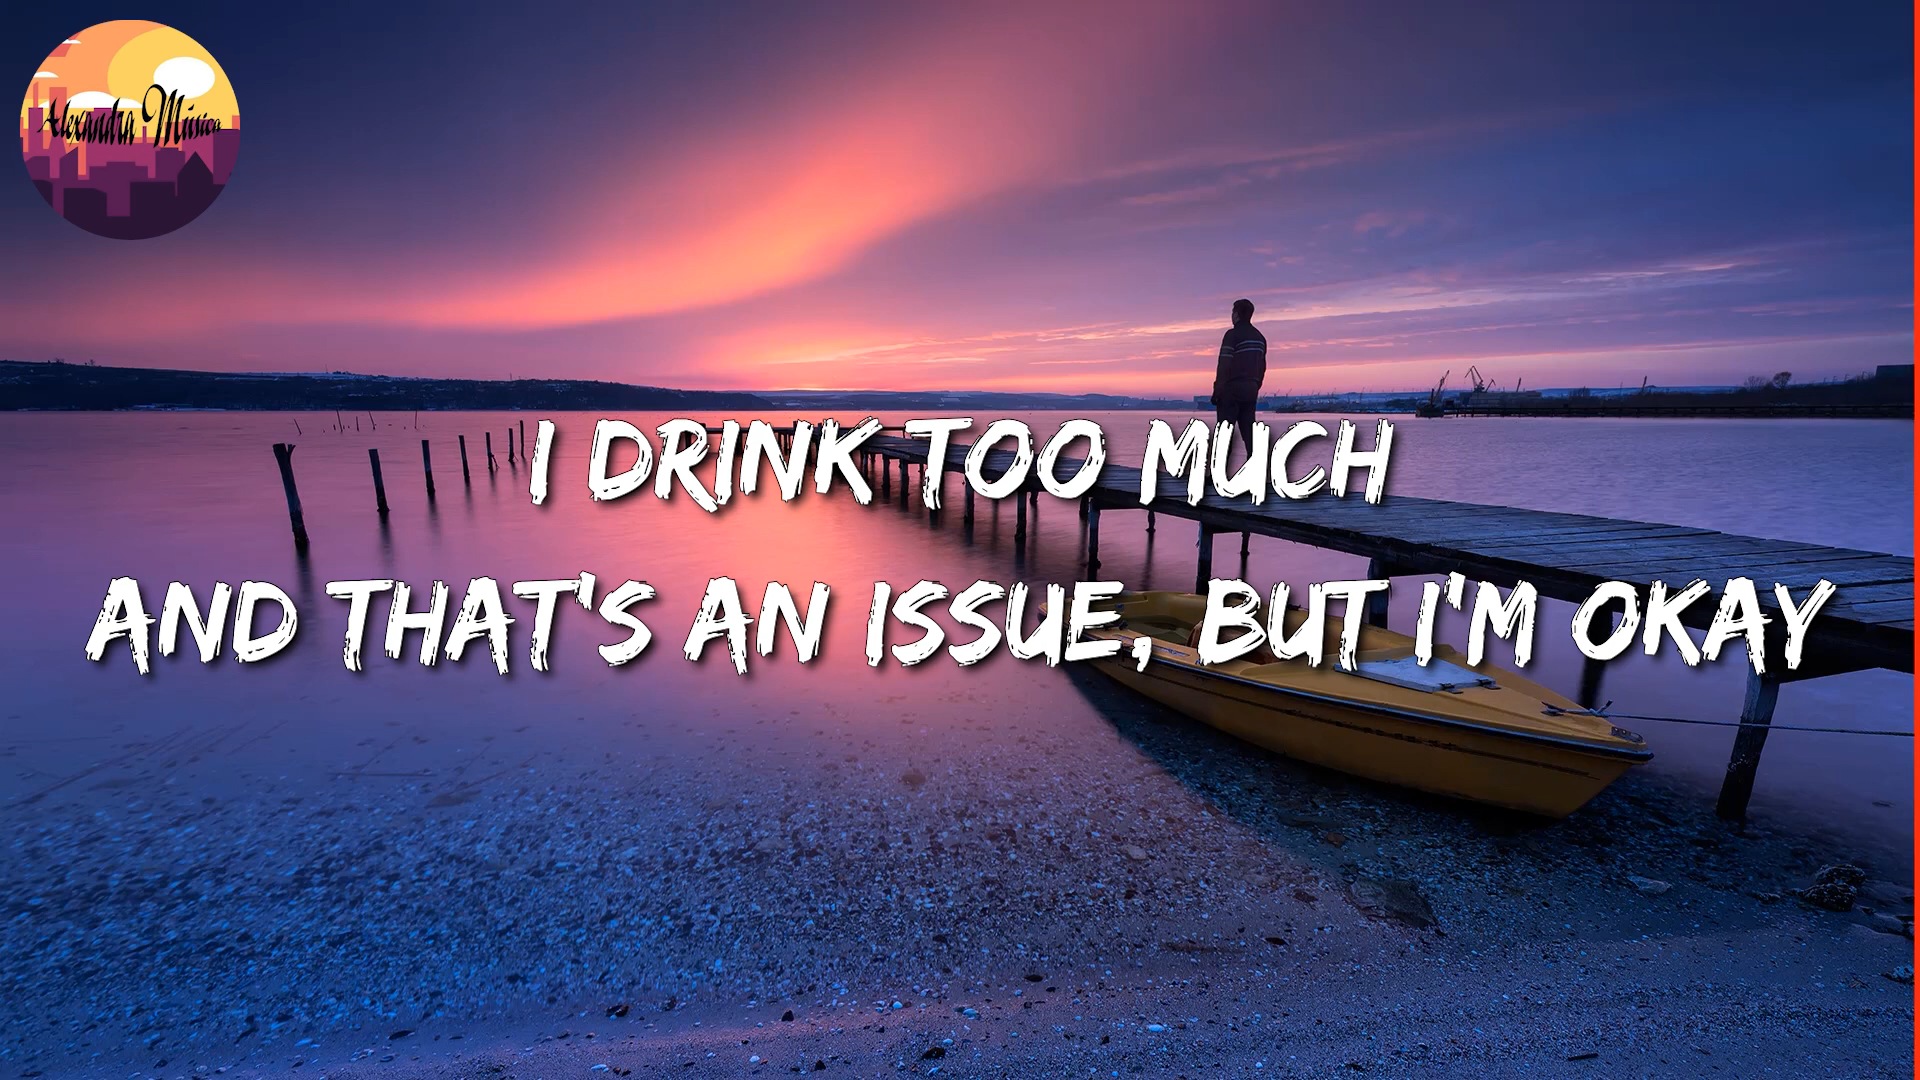 Alexandra Música
I DRINK TOO MUCH
AND THAT'S AN ISSUE, BUT I'M OKAY